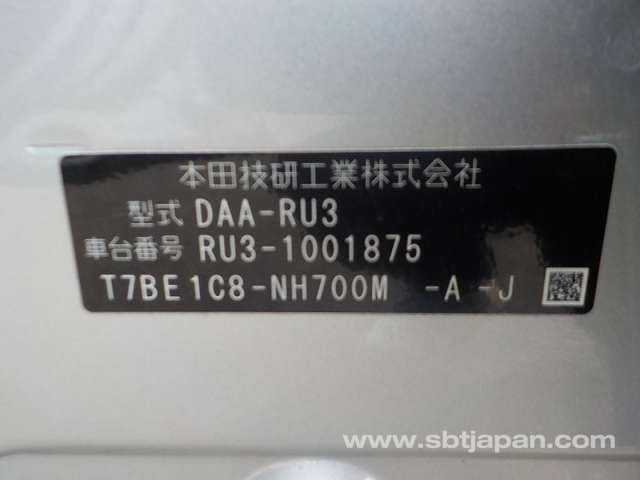 本田技研工業株式会社
型式 DAA-RU3
車台番号 RU3-1001875
T7BE1C8-NH700M -A -J
www.sbtjapan.com